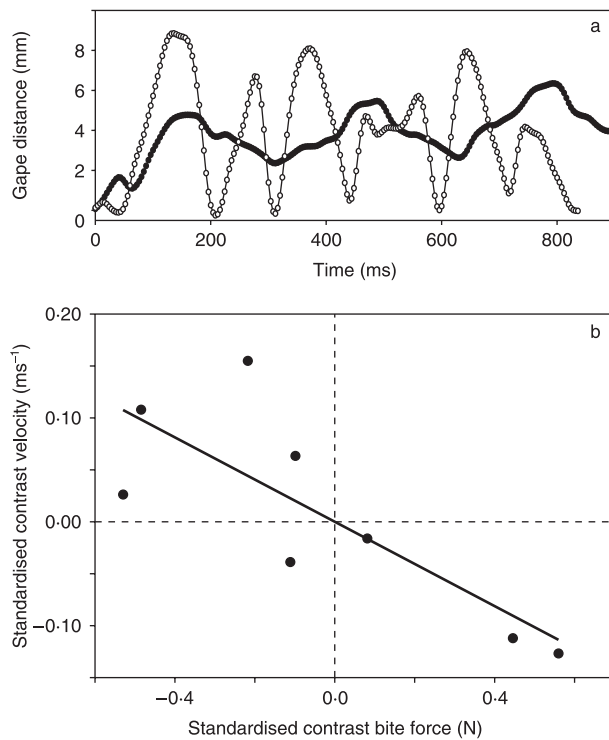 a
8
6
4
2
0
Gape distance (mm)
0
200
400
600
800
Time (ms)
b
0·20
0·10
0·00
−0·10
Standardised contrast velocity (ms−1)
−0·4
0·0
0·4
Standardised contrast bite force (N)